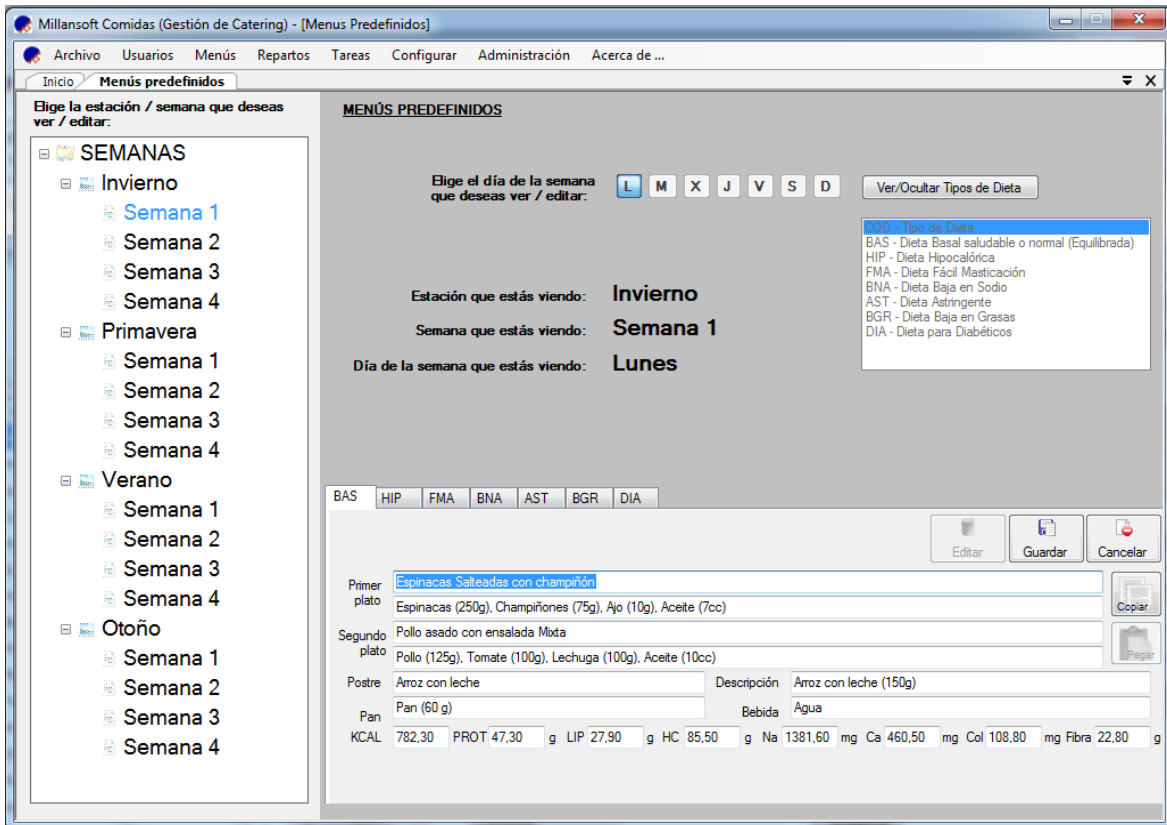 Millansoft Comidas (Gestión de Catering) - [Menus Predefinidos]
Archivo Usuarios Menús Repartos Tareas Configurar Administración Acerca de ...
Inicio Menús predefinidos
Elige la estación / semana que deseas
ver / editar:
SEMANAS
Invierno
Semana 1
Semana 2
Semana 3
Semana 4
Primavera
Semana 1
Semana 2
Semana 3
Semana 4
Verano
Semana 1
Semana 2
Semana 3
Semana 4
Otoño
Semana 1
Semana 2
Semana 3
Semana 4
MENÚS PREDEFINIDOS
Elige el día de la semana
que deseas ver / editar:
L M X J V S D
Ver/Ocultar Tipos de Dieta
COD - Tipo de Dieta
BAS - Dieta Basal saludable o normal (Equilibrada)
HIP - Dieta Hipocalórica
FMA - Dieta Fácil Masticación
BNA - Dieta Baja en Sodio
AST - Dieta Astringente
BGR - Dieta Baja en Grasas
DIA - Dieta para Diabéticos
Estación que estás viendo: Invierno
Semana que estás viendo: Semana 1
Día de la semana que estás viendo: Lunes
BAS HIP FMA BNA AST BGR DIA
Editar Guardar Cancelar
Primer
plato
Espinacas Salteadas con champiñón
Espinacas (250g), Champiñones (75g), Ajo (10g), Aceite (7cc)
Copiar
Segundo
plato
Pollo asado con ensalada Mixta
Pollo (125g), Tomate (100g), Lechuga (100g), Aceite (10cc)
Pegar
Postre Arroz con leche Descripción Arroz con leche (150g)
Pan Pan (60 g) Bebida Agua
KCAL 782,30 PROT 47,30 g LIP 27,90 g HC 85,50 g Na 1381,60 mg Ca 460,50 mg Col 108,80 mg Fibra 22,80 g